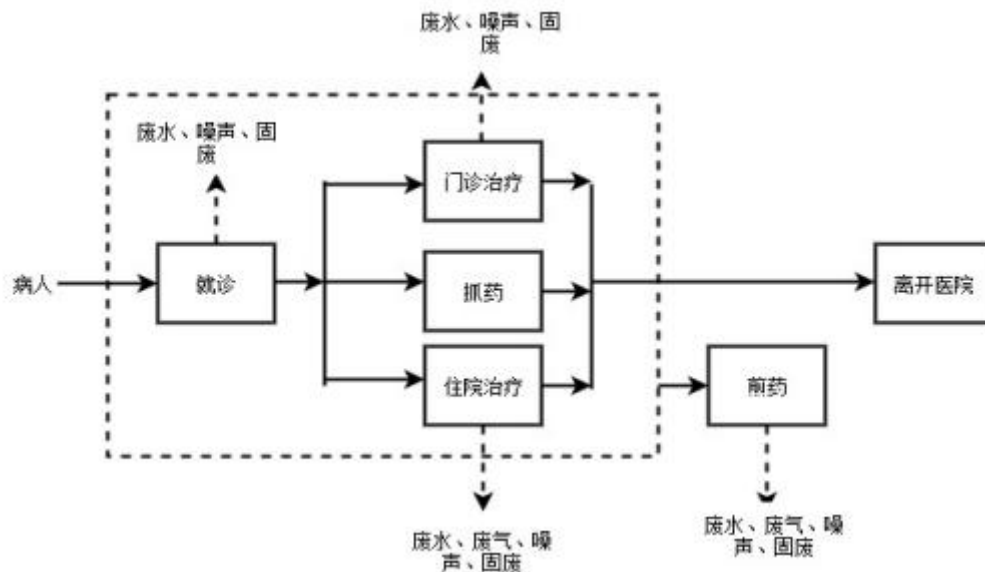 废水、噪声、固
废
废水、噪声、固
废
门诊治疗
病人
就诊
抓药
离开医院
住院治疗
煎药
废水、废气、噪
声、固废
废水、废气、噪
声、固废